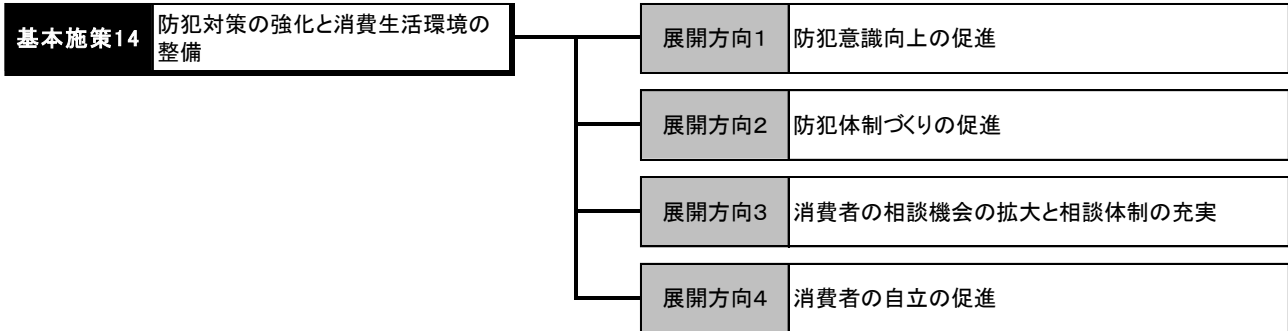 基本施策14
防犯対策の強化と消費生活環境の
整備
展開方向1
防犯意識向上の促進
展開方向2
防犯体制づくりの促進
展開方向3
消費者の相談機会の拡大と相談体制の充実
展開方向4
消費者の自立の促進